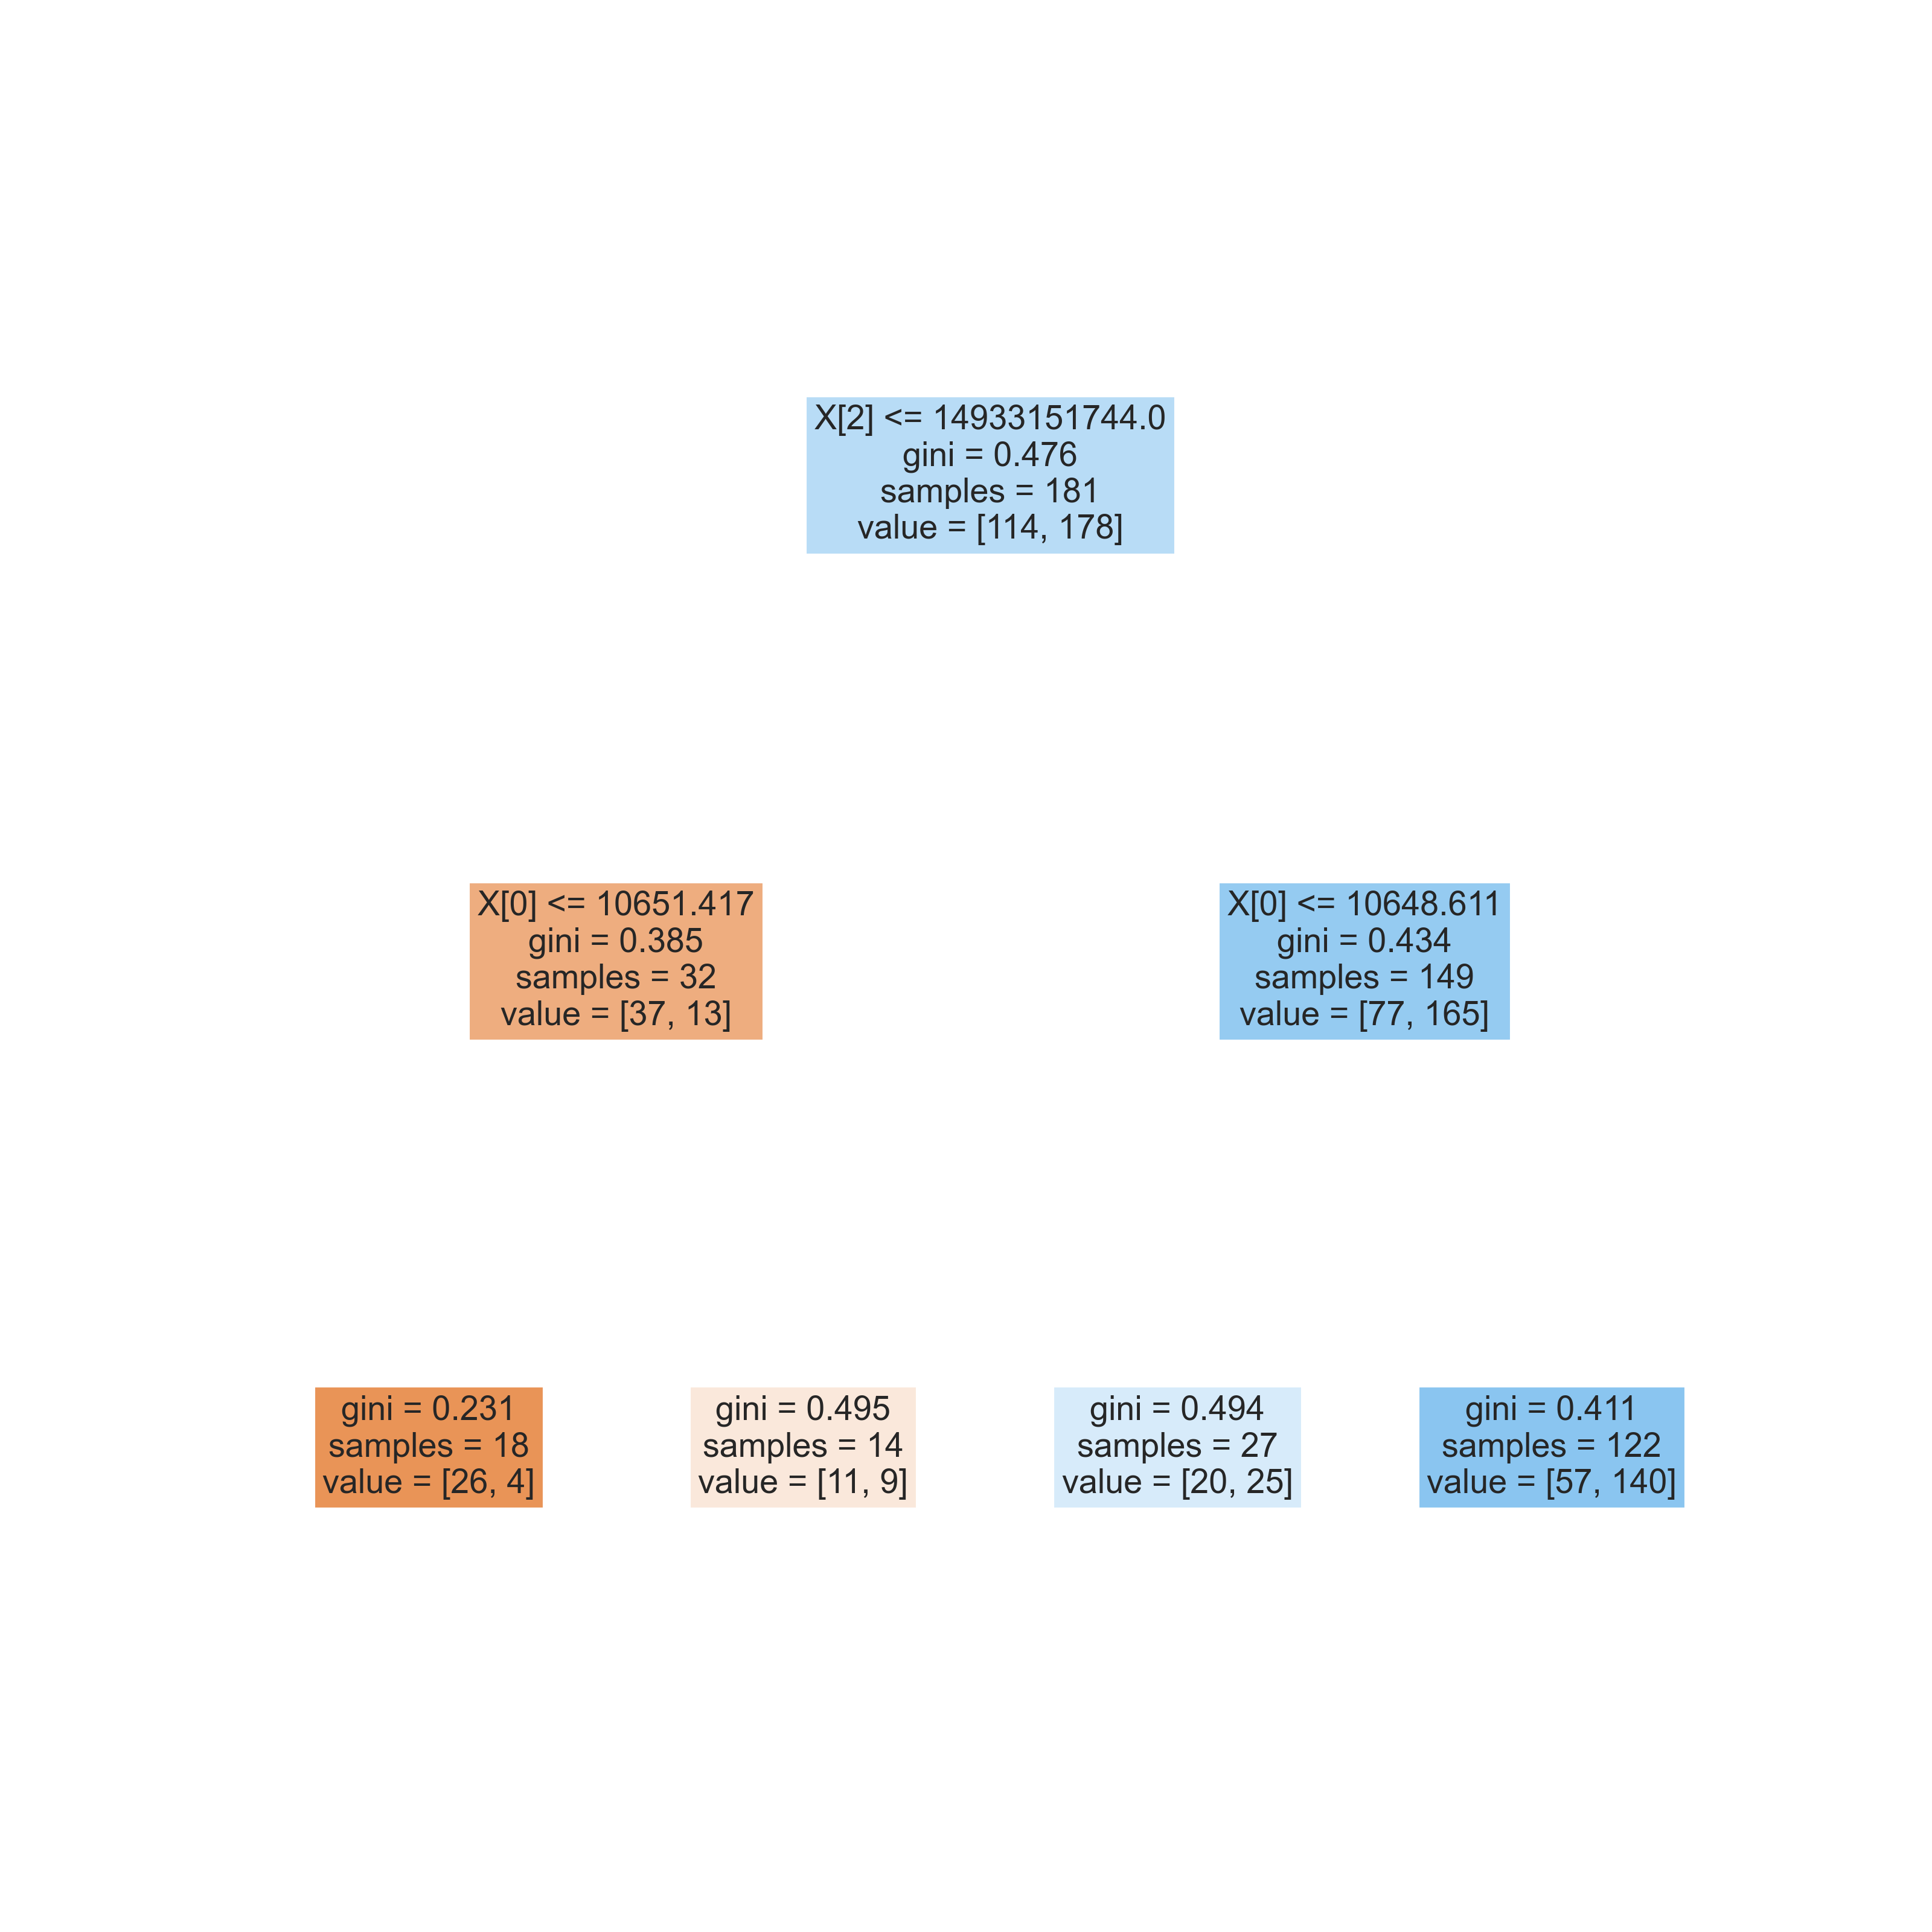 X[2] <= 14933151744.0
gini = 0.476
samples = 181
value = [114, 178]
X[0] <= 10651.417
gini = 0.385
samples = 32
value = [37, 13]
X[0] <= 10648.611
gini = 0.434
samples = 149
value = [77, 165]
gini = 0.231
samples = 18
value = [26, 4]
gini = 0.495
samples = 14
value = [11, 9]
gini = 0.494
samples = 27
value = [20, 25]
gini = 0.411
samples = 122
value = [57, 140]